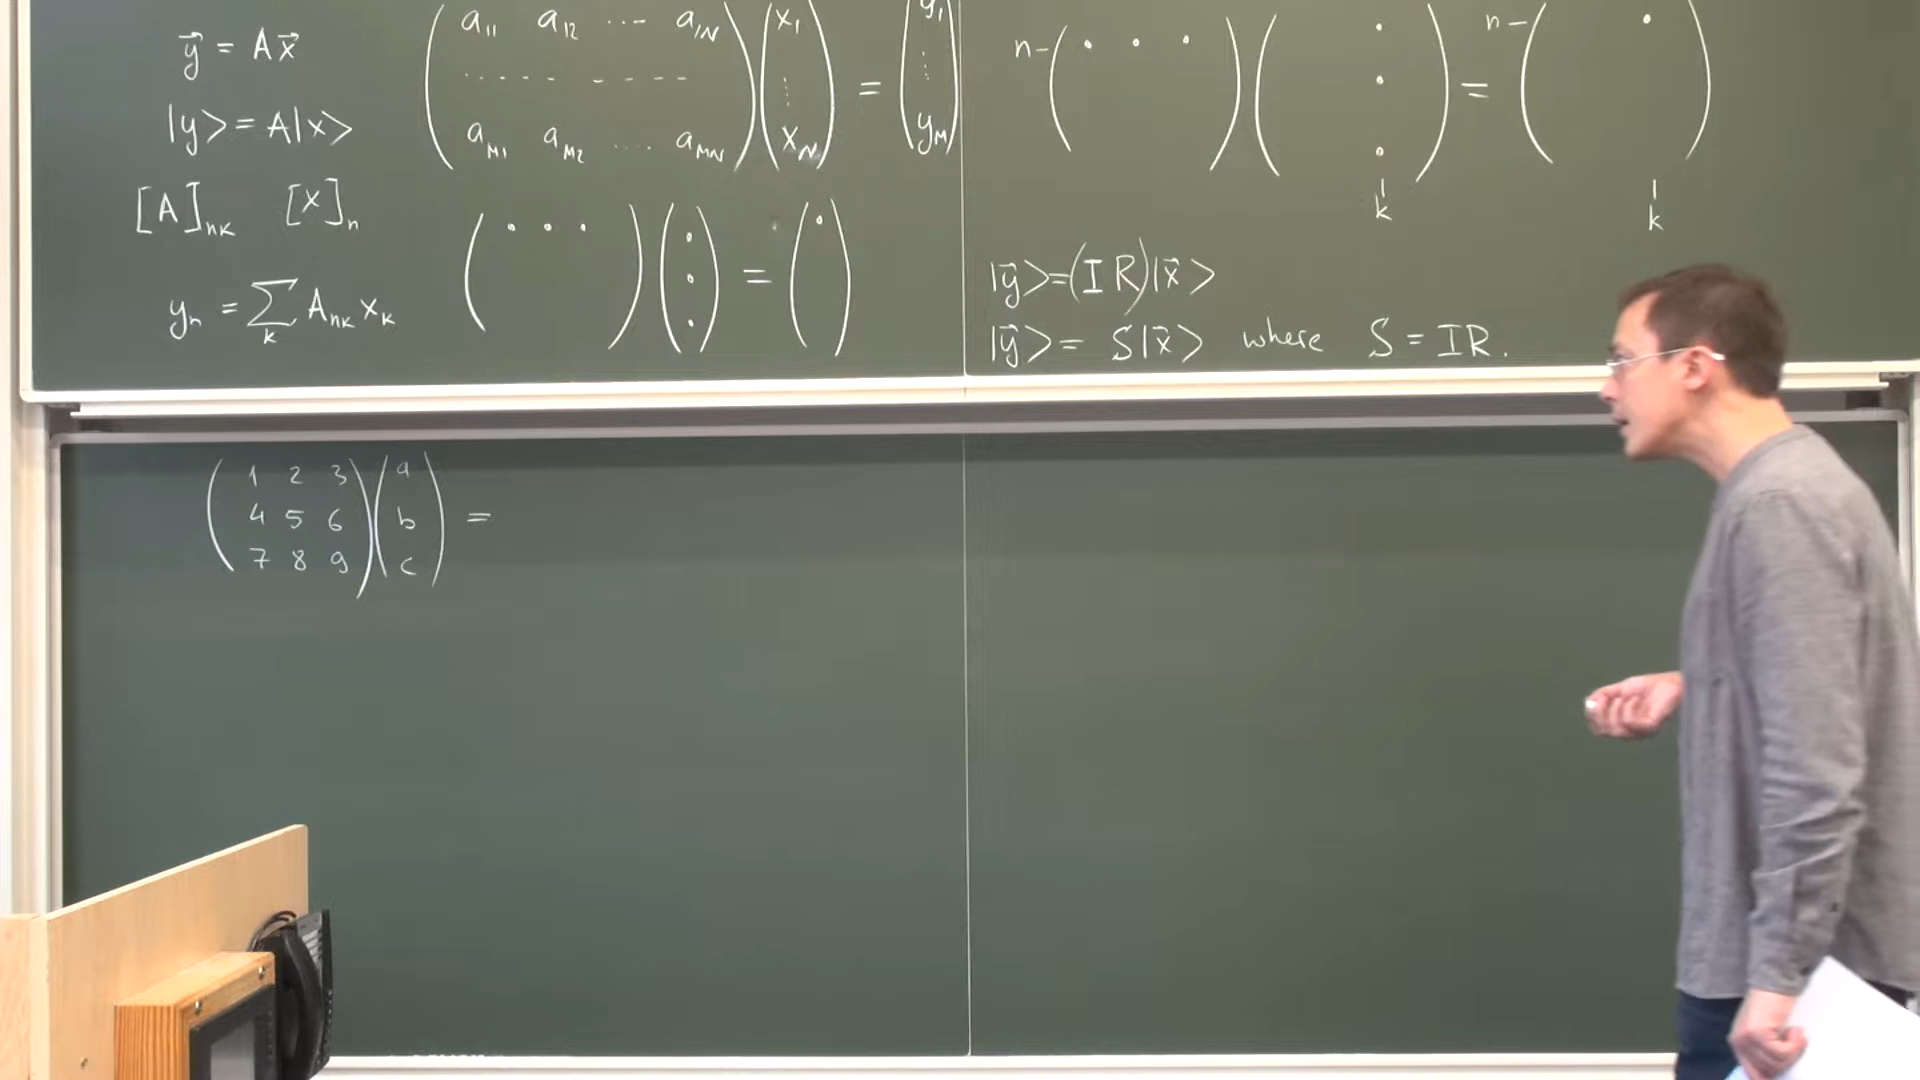 y⃗ = A x⃗
|y> = A|x>
[A]nk [x]n
yn = Σk Ank xk
( a11 a12 ... a1N ) ( x1 ) = ( y1 )
( ............ ) ( ⋮ ) ( ⋮ )
( aM1 aM2 .... aMN ) ( xN ) ( yM )
( · · · ) ( · · · ) = ( · )
n- ( · · · ) ( · · · ) = n- ( · )
k k
|y⃗> = (I R)|x⃗>
|y⃗> = S|x⃗> where S = IR.
( 1 2 3 ) ( a ) =
( 4 5 6 ) ( b )
( 7 8 9 ) ( c )